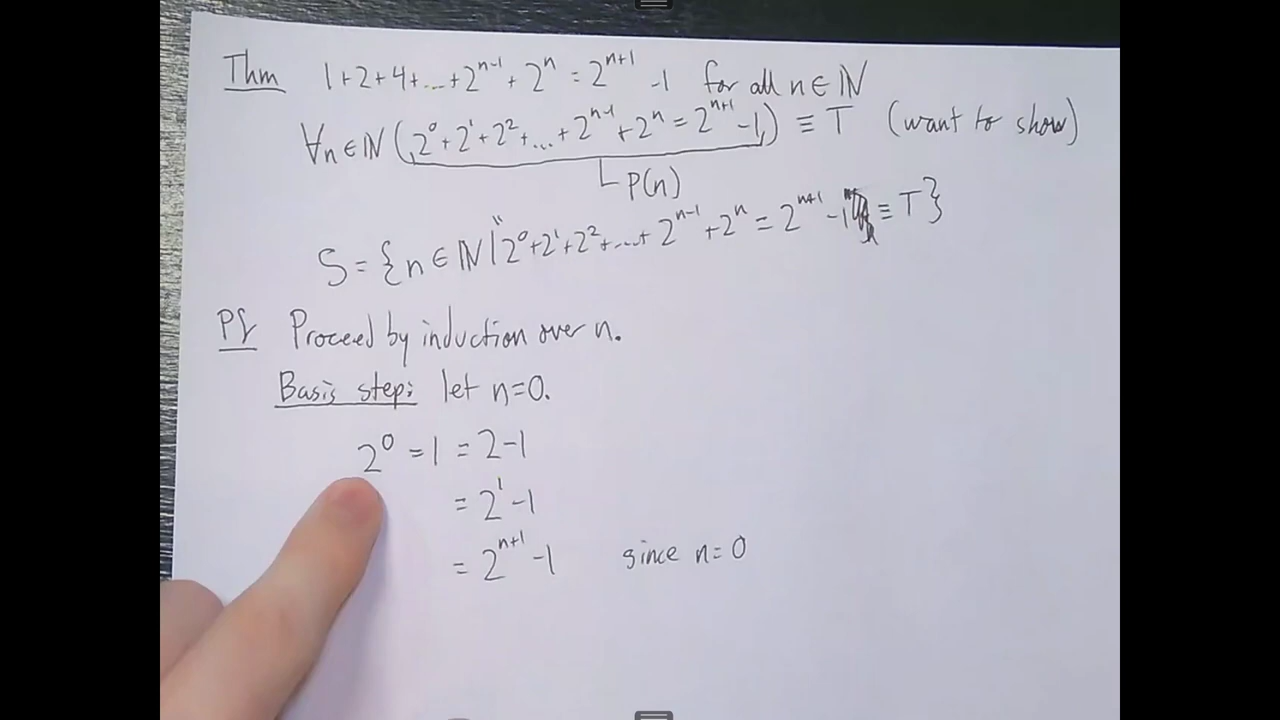 Thm 1+2+4+...+2^{n-1}+2^n = 2^{n+1} -1 for all n∈ℕ
∀n∈ℕ(2^0+2^1+2^2+...+2^{n-1}+2^n=2^{n+1}-1) ≡ T (want to show)
P(n)
S = {n∈ℕ | 2^0+2^1+2^2+...+2^{n-1}+2^n = 2^{n+1}-1 ≡ T}
Pf Proceed by induction over n.
Basis step: let n=0.
2^0 = 1 = 2-1
= 2^1 -1
= 2^{n+1} -1 since n=0